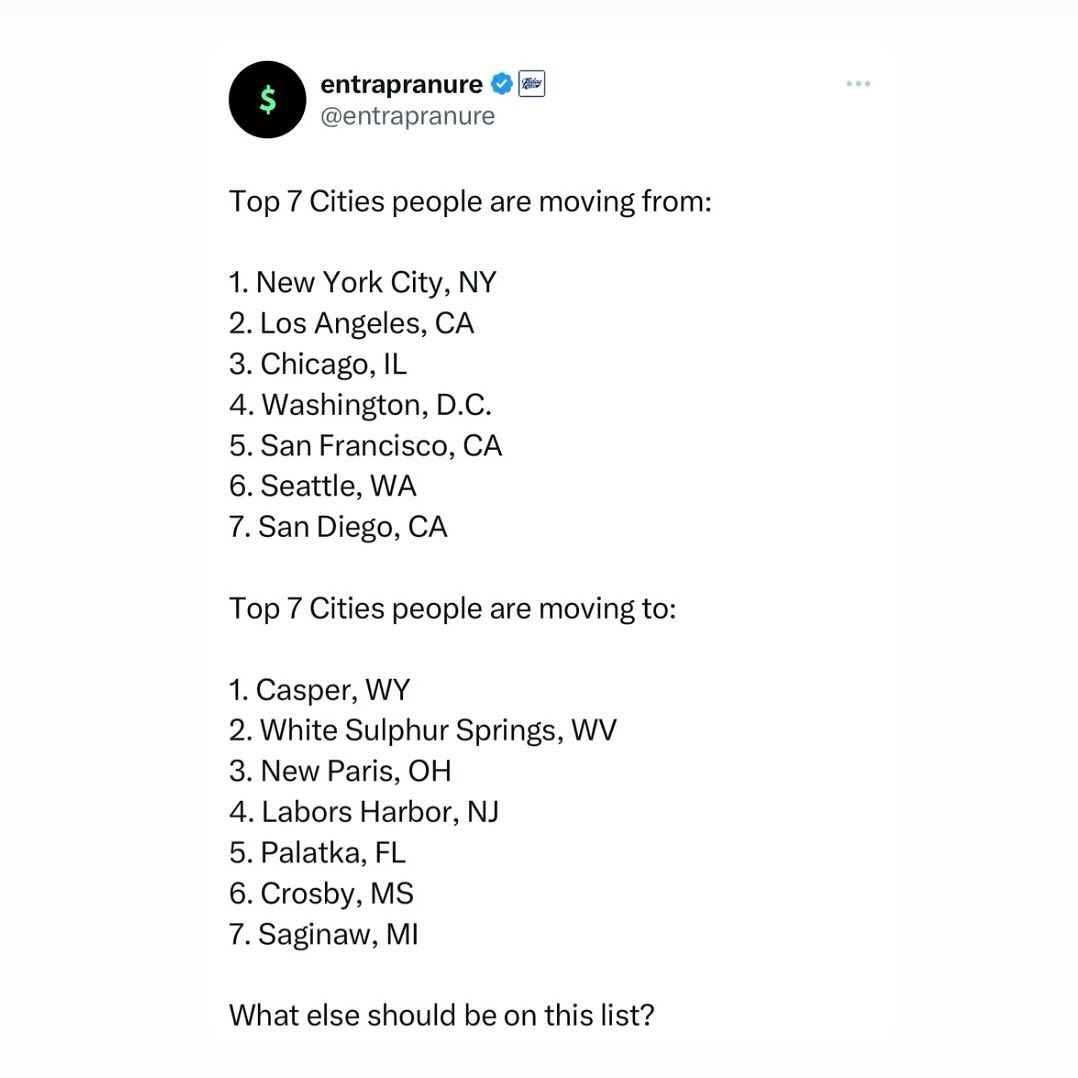 $
entrapranure
@entrapranure
Top 7 Cities people are moving from:
1. New York City, NY
2. Los Angeles, CA
3. Chicago, IL
4. Washington, D.C.
5. San Francisco, CA
6. Seattle, WA
7. San Diego, CA
Top 7 Cities people are moving to:
1. Casper, WY
2. White Sulphur Springs, WV
3. New Paris, OH
4. Labors Harbor, NJ
5. Palatka, FL
6. Crosby, MS
7. Saginaw, MI
What else should be on this list?